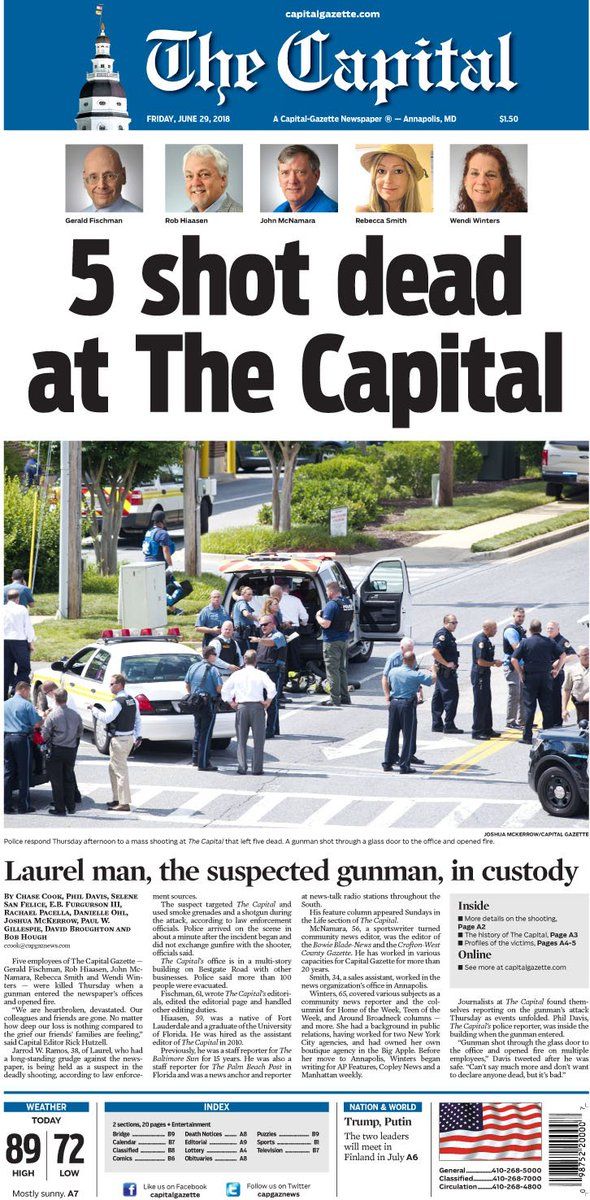 capitalgazette.com
The Capital
FRIDAY, JUNE 29, 2018 A Capital-Gazette Newspaper ® — Annapolis, MD $1.50
Gerald Fischman Rob Hiaasen John McNamara Rebecca Smith Wendi Winters
5 shot dead
at The Capital
JOSHUA MCKERROW/CAPITAL GAZETTE
Police respond Thursday afternoon to a mass shooting at The Capital that left five dead. A gunman shot through a glass door to the office and opened fire.
Laurel man, the suspected gunman, in custody
By Chase Cook, Phil Davis, Selene
San Felice, E.B. Furgurson III,
Rachael Pacella, Danielle Ohl,
Joshua McKerrow, Paul W.
Gillespie, David Broughton and
Bob Hough
ccook@capgaznews.com
Five employees of The Capital Gazette —
Gerald Fischman, Rob Hiaasen, John Mc-
Namara, Rebecca Smith and Wendi Win-
ters — were killed Thursday when a
gunman entered the newspaper's offices
and opened fire.
"We are heartbroken, devastated. Our
colleagues and friends are gone. No matter
how deep our loss is nothing compared to
the grief our friends' families are feeling,"
said Capital Editor Rick Hutzell.
Jarrod W. Ramos, 38, of Laurel, who had
a long-standing grudge against the news-
paper, is being held as a suspect in the
deadly shooting, according to law enforce-
ment sources.
The suspect targeted The Capital and
used smoke grenades and a shotgun during
the attack, according to law enforcement
officials. Police arrived on the scene in
about a minute after the incident began and
did not exchange gunfire with the shooter,
officials said.
The Capital's office is in a multi-story
building on Bestgate Road with other
businesses. Police said more than 100
people were evacuated.
Fischman, 61, wrote The Capital's editori-
als, edited the editorial page and handled
other editing duties.
Hiaasen, 59, was a native of Fort
Lauderdale and a graduate of the University
of Florida. He was hired as the assistant
editor of The Capital in 2010.
Previously, he was a staff reporter for The
Baltimore Sun for 15 years. He was also a
staff reporter for The Palm Beach Post in
Florida and was a news anchor and reporter
at news-talk radio stations throughout the
South.
His feature column appeared Sundays in
the Life section of The Capital.
McNamara, 56, a sportswriter turned
community news editor, was the editor of
the Bowie Blade-News and the Crofton-West
County Gazette. He has worked in various
capacities for Capital Gazette for more than
20 years.
Smith, 34, a sales assistant, worked in the
news organization's office in Annapolis.
Winters, 65, covered various subjects as a
community news reporter and the col-
umnist for Home of the Week, Teen of the
Week, and Around Broadneck columns —
and more. She had a background in public
relations, having worked for two New York
City agencies, and had owned her own
boutique agency in the Big Apple. Before
her move to Annapolis, Winters began
writing for AP Features, Copley News and a
Manhattan weekly.
Inside
■ More details on the shooting,
Page A2
■ The history of The Capital, Page A3
■ Profiles of the victims, Pages A4-5
Online
■ See more at capitalgazette.com
Journalists at The Capital found them-
selves reporting on the gunman's attack
Thursday as events unfolded. Phil Davis,
The Capital's police reporter, was inside the
building when the gunman entered.
"Gunman shot through the glass door to
the office and opened fire on multiple
employees," Davis tweeted after he was
safe. "Can't say much more and don't want
to declare anyone dead, but it's bad."
WEATHER
TODAY
89 72
HIGH LOW
Mostly sunny. A7
INDEX
2 sections, 20 pages + Entertainment
Bridge B9 Death Notices A8 Puzzles B9
Calendar B7 Editorial A9 Sports B1
Classified B8 Lottery A4 Television B7
Comics B6 Obituaries A8
Like us on Facebook
capitalgazette
Follow us on Twitter
capgaznews
NATION & WORLD
Trump, Putin
The two leaders
will meet in
Finland in July A6
General 410-268-5000
Classified 410-268-7000
Circulation 410-268-4800